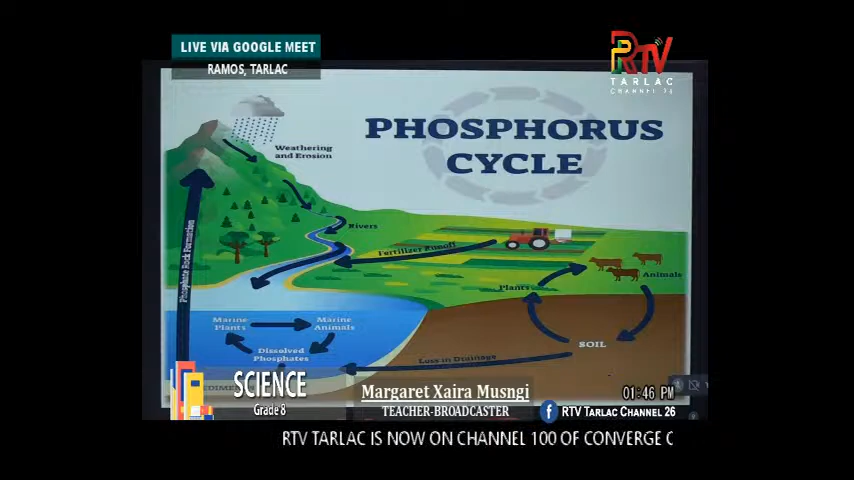 LIVE VIA GOOGLE MEET
RAMOS, TARLAC
RTV
TARLAC
PHOSPHORUS
CYCLE
Weathering
and Erosion
Rivers
Fertilizer Runoff
Phosphate Rock Formation
Plants
Animals
Marine
Plants
Marine
Animals
Dissolved
Phosphates
SOIL
Loss in Drainage
SCIENCE
Grade 8
Margaret Xaira Musngi
TEACHER-BROADCASTER
01:46 PM
RTV TARLAC CHANNEL 26
RTV TARLAC IS NOW ON CHANNEL 100 OF CONVERGE C